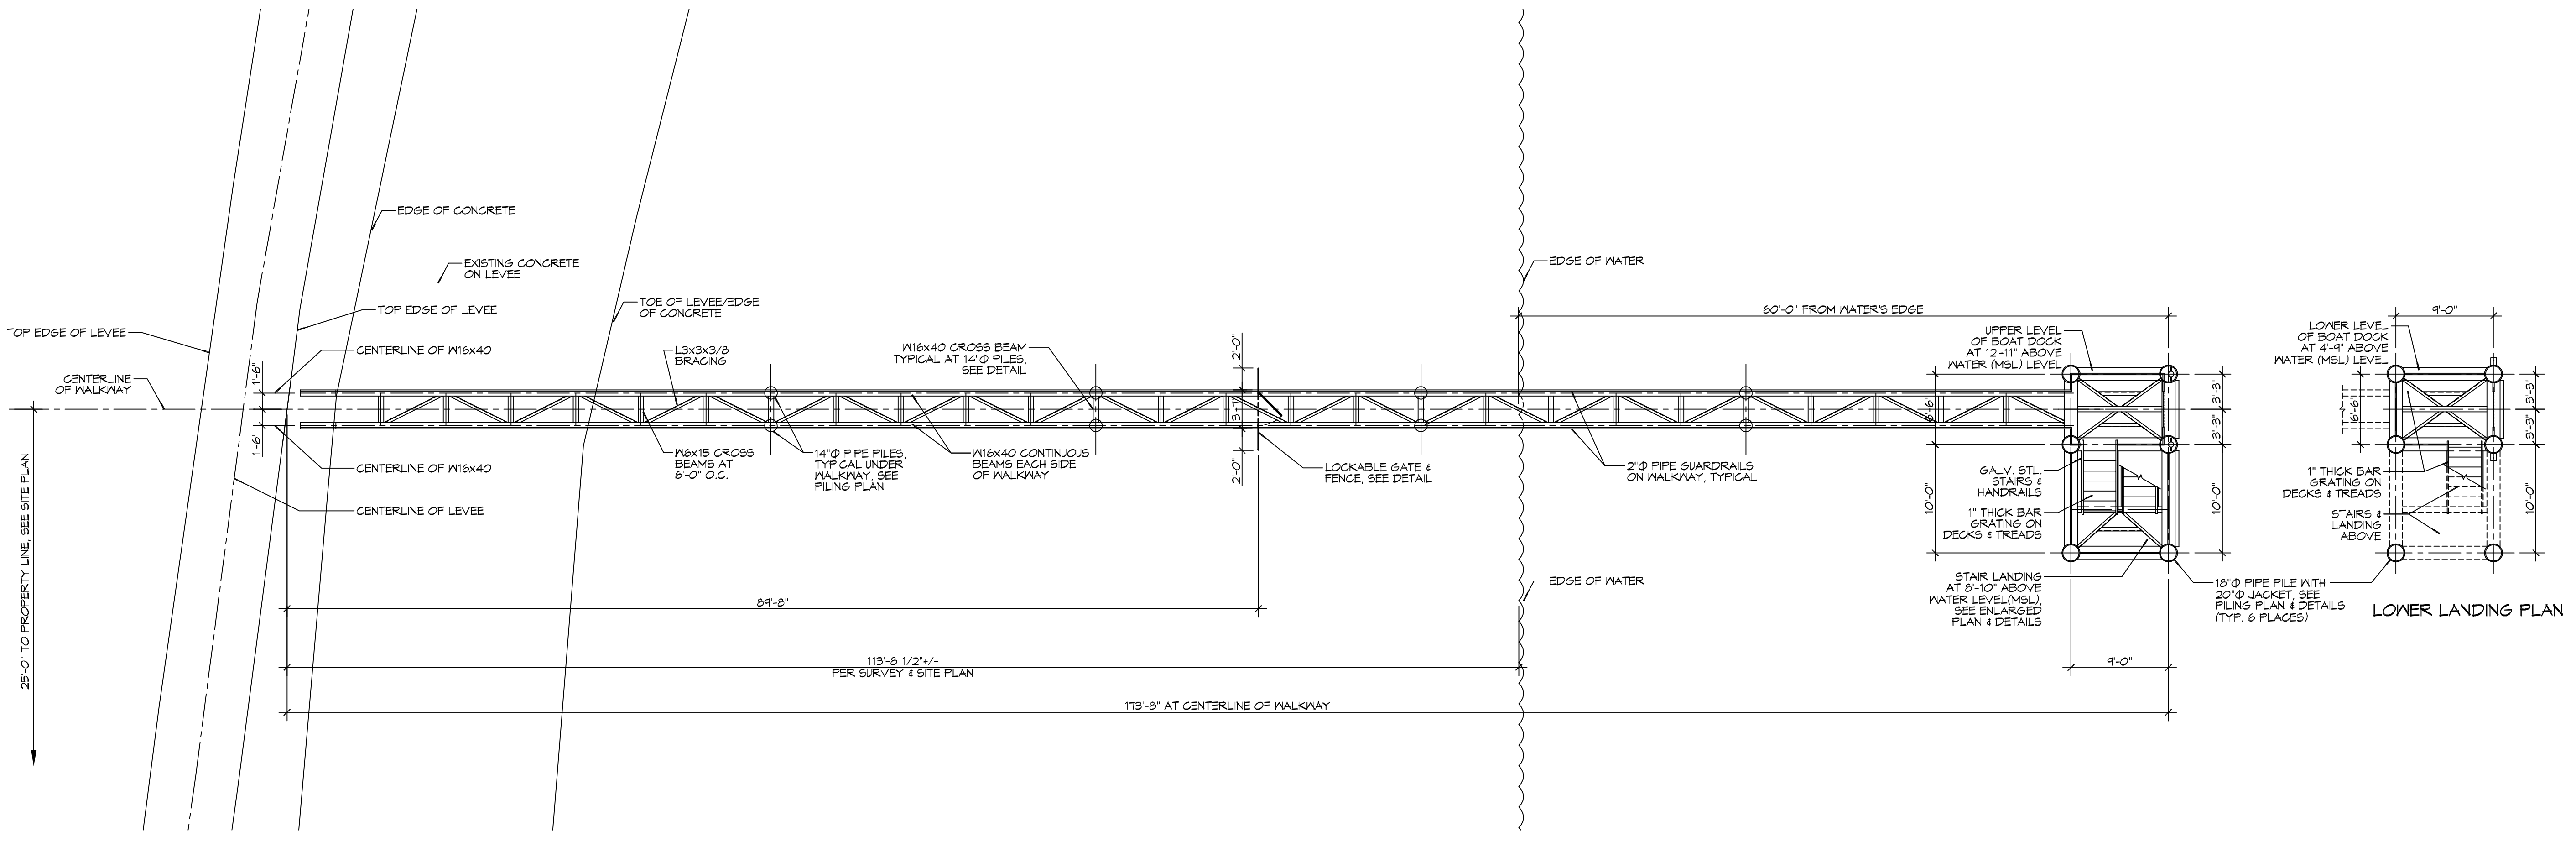 EDGE OF CONCRETE
EXISTING CONCRETE
ON LEVEE
TOP EDGE OF LEVEE
TOP EDGE OF LEVEE
TOE OF LEVEE/EDGE
OF CONCRETE
CENTERLINE OF W16x40
CENTERLINE
OF WALKWAY
1'-6"
1'-6"
CENTERLINE OF W16x40
CENTERLINE OF LEVEE
25'-0" TO PROPERTY LINE, SEE SITE PLAN
L3x3x3/8
BRACING
W16x40 CROSS BEAM
TYPICAL AT 14"Φ PILES,
SEE DETAIL
W6x15 CROSS
BEAMS AT
6'-0" O.C.
14"Φ PIPE PILES,
TYPICAL UNDER
WALKWAY, SEE
PILING PLAN
W16x40 CONTINUOUS
BEAMS EACH SIDE
OF WALKWAY
2'-0"
3'-7"
2'-0"
LOCKABLE GATE &
FENCE, SEE DETAIL
EDGE OF WATER
2"Φ PIPE GUARDRAILS
ON WALKWAY, TYPICAL
EDGE OF WATER
60'-0" FROM WATER'S EDGE
UPPER LEVEL
OF BOAT DOCK
AT 12'-11" ABOVE
WATER (MSL) LEVEL
6'-6"
10'-0"
GALV. STL.
STAIRS &
HANDRAILS
1" THICK BAR
GRATING ON
DECKS & TREADS
STAIR LANDING
AT 8'-10" ABOVE
WATER LEVEL(MSL),
SEE ENLARGED
PLAN & DETAILS
3'-3"
3'-3"
10'-0"
9'-0"
18"Φ PIPE PILE WITH
20"Φ JACKET, SEE
PILING PLAN & DETAILS
(TYP. 6 PLACES)
9'-0"
LOWER LEVEL
OF BOAT DOCK
AT 4'-9" ABOVE
WATER (MSL) LEVEL
6'-6"
1" THICK BAR
GRATING ON
DECKS & TREADS
STAIRS &
LANDING
ABOVE
3'-3"
3'-3"
10'-0"
LOWER LANDING PLAN
89'-8"
113'-8 1/2"+/-
PER SURVEY & SITE PLAN
173'-8" AT CENTERLINE OF WALKWAY